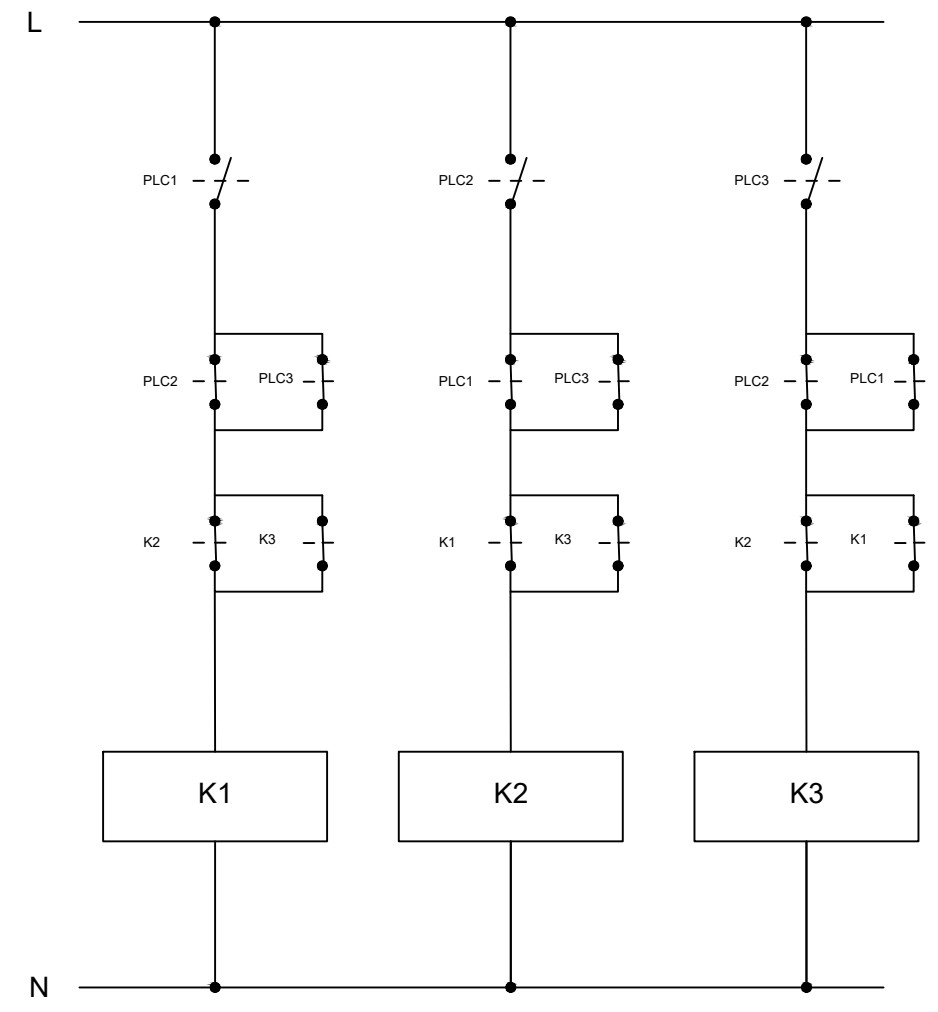 L
PLC1 PLC2 PLC3
PLC2 PLC3 PLC1 PLC3 PLC2 PLC1
K2 K3 K1 K3 K2 K1
K1 K2 K3
N